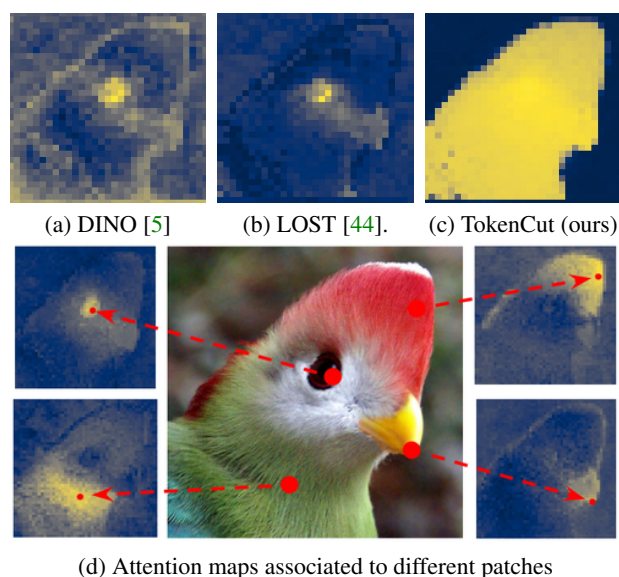 (a) DINO [5]
(b) LOST [44].
(c) TokenCut (ours)
(d) Attention maps associated to different patches